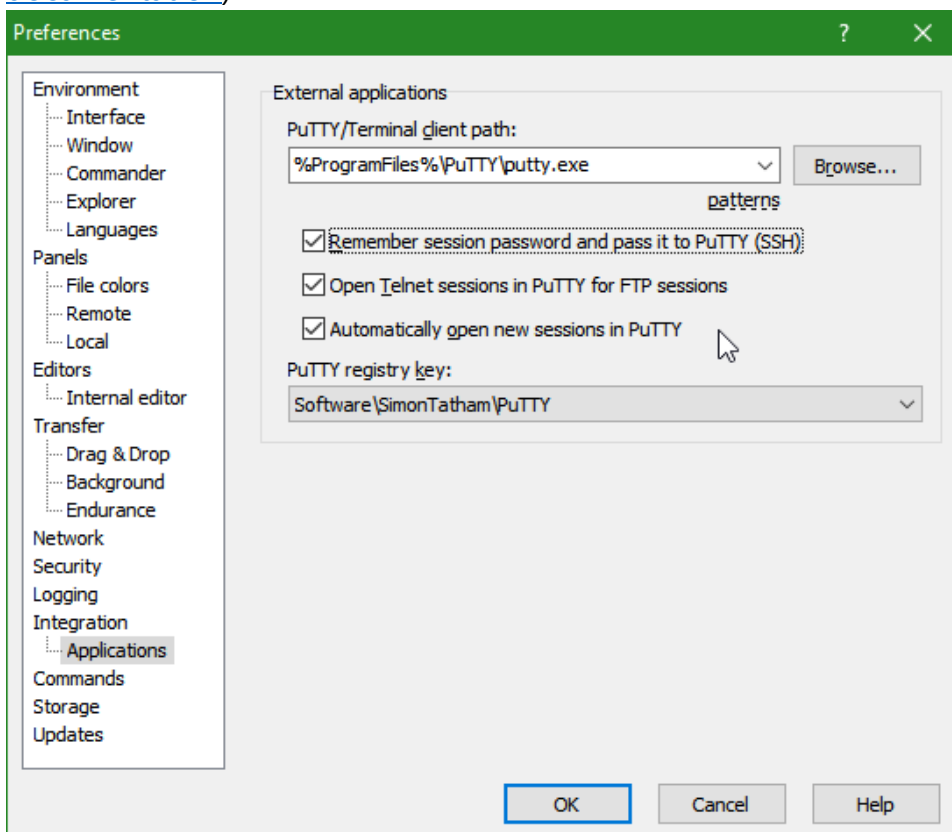 Preferences ? ×
Environment
Interface
Window
Commander
Explorer
Languages
Panels
File colors
Remote
Local
Editors
Internal editor
Transfer
Drag & Drop
Background
Endurance
Network
Security
Logging
Integration
Applications
Commands
Storage
Updates
External applications
PuTTY/Terminal client path:
%ProgramFiles%\PuTTY\putty.exe
Browse...
patterns
Remember session password and pass it to PuTTY (SSH)
Open Telnet sessions in PuTTY for FTP sessions
Automatically open new sessions in PuTTY
PuTTY registry key:
Software\SimonTatham\PuTTY
OK
Cancel
Help